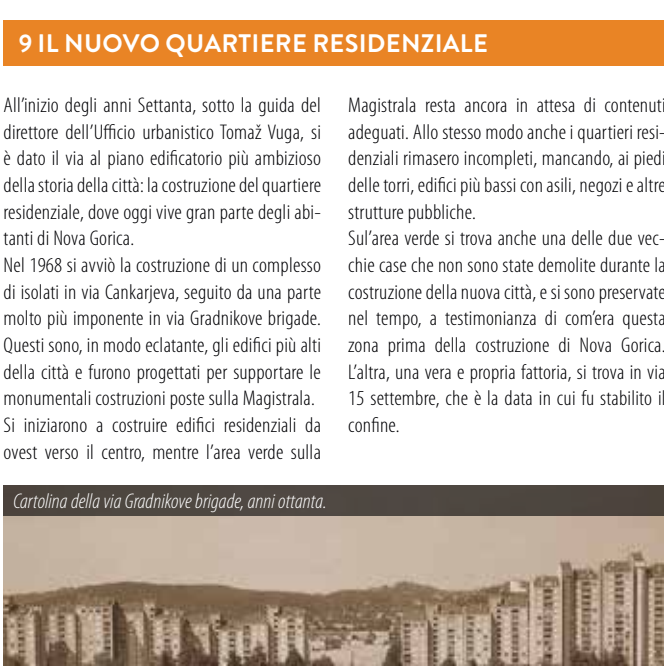 9 IL NUOVO QUARTIERE RESIDENZIALE
All’inizio degli anni Settanta, sotto la guida del
direttore dell’Ufficio urbanistico Tomaž Vuga, si
è dato il via al piano edificatorio più ambizioso
della storia della città: la costruzione del quartiere
residenziale, dove oggi vive gran parte degli abi-
tanti di Nova Gorica.
Nel 1968 si avviò la costruzione di un complesso
di isolati in via Cankarjeva, seguito da una parte
molto più imponente in via Gradnikove brigade.
Questi sono, in modo eclatante, gli edifici più alti
della città e furono progettati per supportare le
monumentali costruzioni poste sulla Magistrala.
Si iniziarono a costruire edifici residenziali da
ovest verso il centro, mentre l’area verde sulla
Magistrala resta ancora in attesa di contenuti
adeguati. Allo stesso modo anche i quartieri resi-
denziali rimasero incompleti, mancando, ai piedi
delle torri, edifici più bassi con asili, negozi e altre
strutture pubbliche.
Sul’area verde si trova anche una delle due vec-
chie case che non sono state demolite durante la
costruzione della nuova città, e si sono preservate
nel tempo, a testimonianza di com’era questa
zona prima della costruzione di Nova Gorica.
L’altra, una vera e propria fattoria, si trova in via
15 settembre, che è la data in cui fu stabilito il
confine.
Cartolina della via Gradnikove brigade, anni ottanta.